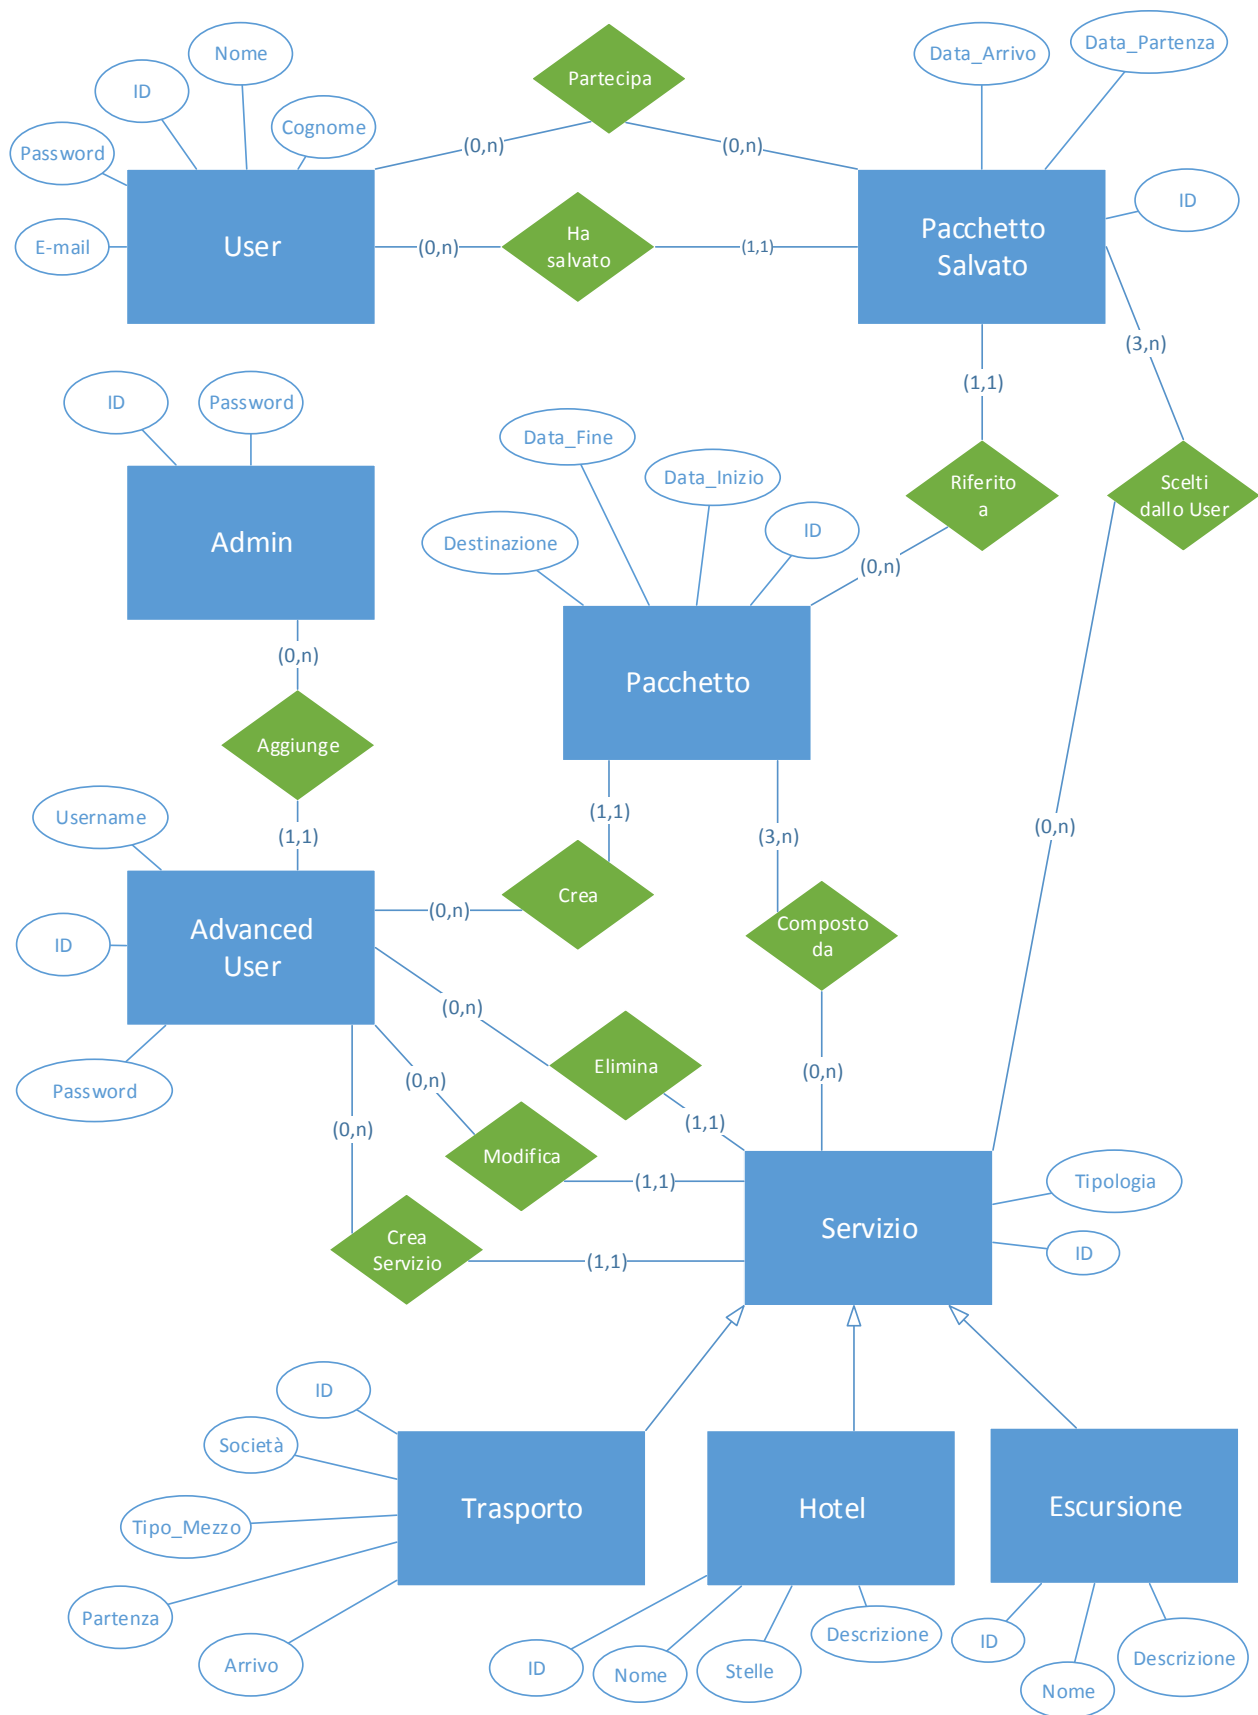 Nome
Partecipa
Data_Arrivo
Data_Partenza
ID
Cognome
Password
(0,n)
(0,n)
ID
E-mail
User
(0,n)
Ha
salvato
(1,1)
Pacchetto
Salvato
(3,n)
ID
Password
(1,1)
Data_Fine
Data_Inizio
Riferito
a
Scelti
dallo User
ID
Admin
Destinazione
(0,n)
(0,n)
Pacchetto
Aggiunge
Username
(1,1)
(1,1)
(3,n)
(0,n)
Advanced
User
ID
(0,n)
Crea
Composto
da
(0,n)
Elimina
(0,n)
(0,n)
Password
(0,n)
(1,1)
Modifica
(1,1)
Tipologia
Servizio
Crea
Servizio
(1,1)
ID
ID
Società
Trasporto
Hotel
Escursione
Tipo_Mezzo
Partenza
Arrivo
ID
Nome
Stelle
Descrizione
ID
Nome
Descrizione